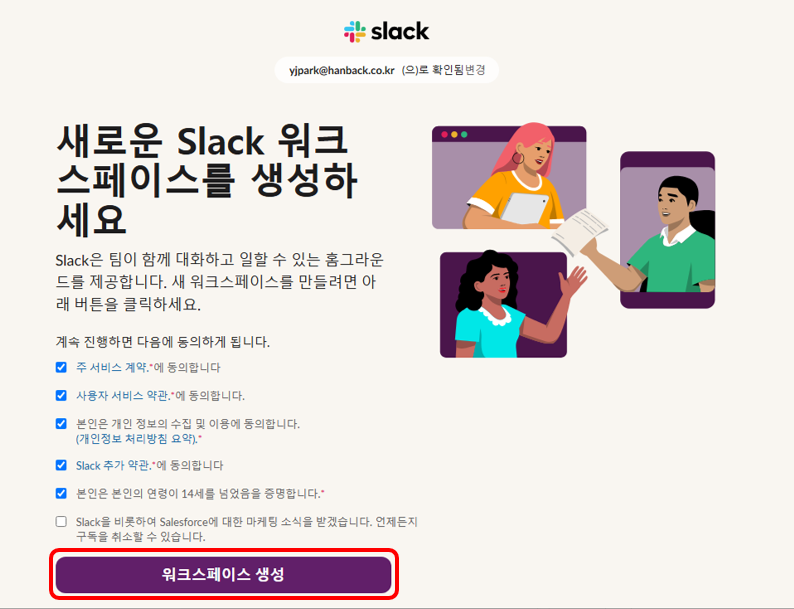 slack
yjpark@hanback.co.kr (으)로 확인됨변경
새로운 Slack 워크
스페이스를 생성하
세요
Slack은 팀이 함께 대화하고 일할 수 있는 홈그라운
드를 제공합니다. 새 워크스페이스를 만들려면 아
래 버튼을 클릭하세요.
계속 진행하면 다음에 동의하게 됩니다.
주 서비스 계약.*에 동의합니다
사용자 서비스 약관.*에 동의합니다.
본인은 개인 정보의 수집 및 이용에 동의합니다.
(개인정보 처리방침 요약).*
Slack 추가 약관.*에 동의합니다
본인은 본인의 연령이 14세를 넘었음을 증명합니다.*
Slack을 비롯하여 Salesforce에 대한 마케팅 소식을 받겠습니다. 언제든지
구독을 취소할 수 있습니다.
워크스페이스 생성